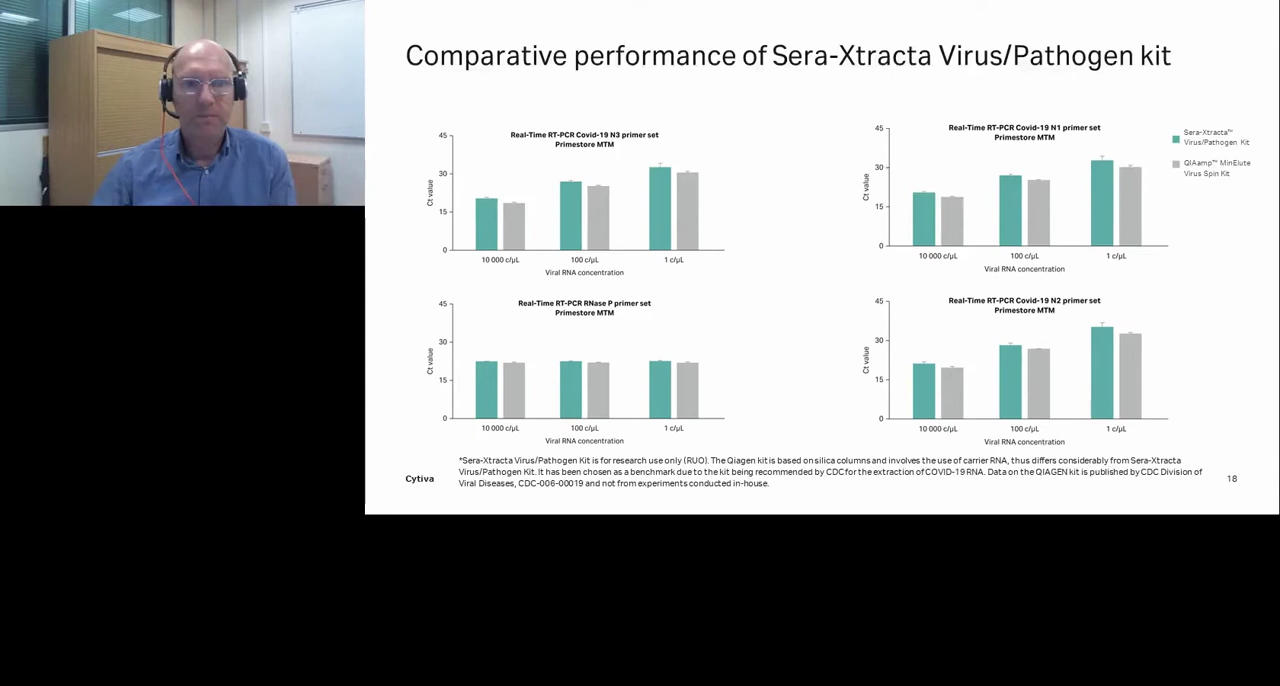 Comparative performance of Sera-Xtracta Virus/Pathogen kit
Real-Time RT-PCR Covid-19 N3 primer set
Primestore MTM
45
30
15
0
Ct value
10 000 c/µL
100 c/µL
1 c/µL
Viral RNA concentration
Real-Time RT-PCR Covid-19 N1 primer set
Primestore MTM
45
30
15
0
Ct value
10 000 c/µL
100 c/µL
1 c/µL
Viral RNA concentration
Sera-Xtracta™
Virus/Pathogen Kit
QIAamp™ MinElute
Virus Spin Kit
Real-Time RT-PCR RNase P primer set
Primestore MTM
45
30
15
0
Ct value
10 000 c/µL
100 c/µL
1 c/µL
Viral RNA concentration
Real-Time RT-PCR Covid-19 N2 primer set
Primestore MTM
45
30
15
0
Ct value
10 000 c/µL
100 c/µL
1 c/µL
Viral RNA concentration
*Sera-Xtracta Virus/Pathogen Kit is for research use only (RUO). The Qiagen kit is based on silica columns and involves the use of carrier RNA, thus differs considerably from Sera-Xtracta
Virus/Pathogen Kit. It has been chosen as a benchmark due to the kit being recommended by CDC for the extraction of COVID-19 RNA. Data on the QIAGEN kit is published by CDC Division of
Viral Diseases, CDC-006-00019 and not from experiments conducted in-house.
Cytiva
18